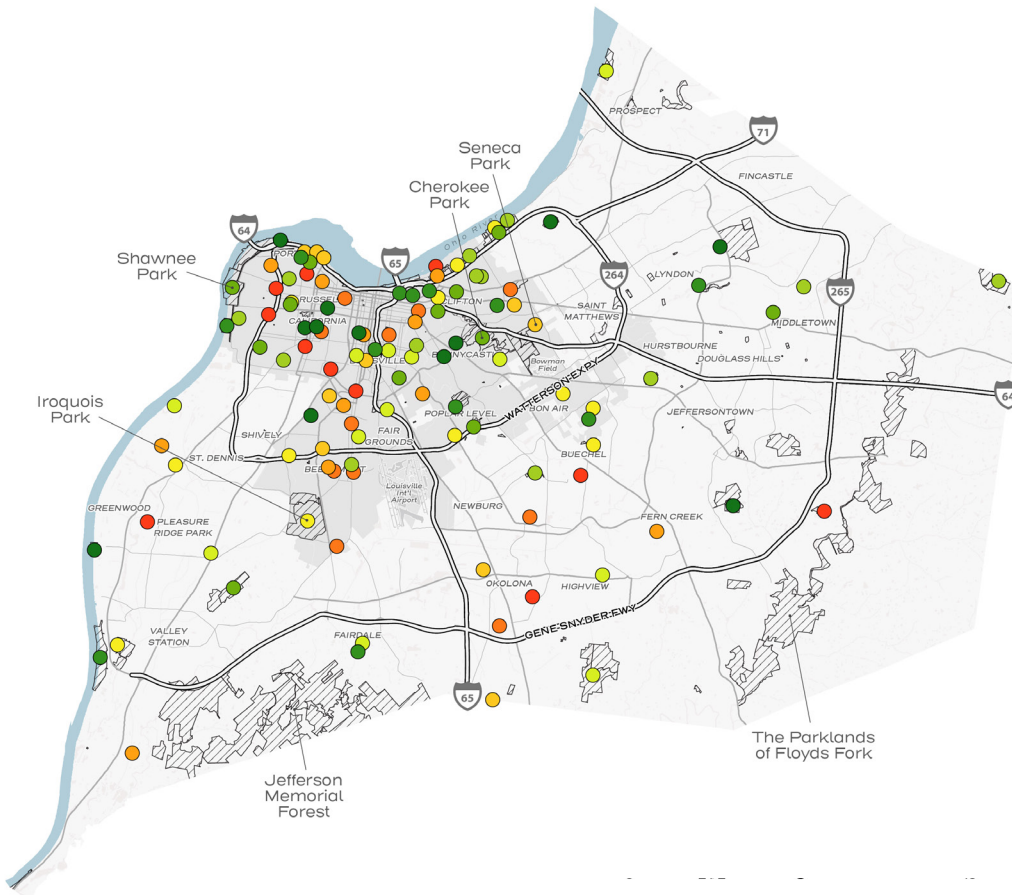 PROSPECT
71
Seneca
Park
FINCASTLE
Cherokee
Park
Ohio River
64
65
Shawnee
Park
264
LYNDON
265
RUSSELL
CLIFTON
SAINT
MATTHEWS
CALIFORNIA
MIDDLETOWN
HURSTBOURNE
DOUGLASS HILLS
Bowman
Field
WATTERSON EXPY
64
Iroquois
Park
POPLAR LEVEL
BON AIR
JEFFERSONTOWN
SHIVELY
FAIR
GROUNDS
ST. DENNIS
BUECHEL
Louisville
Int'l
Airport
GREENWOOD
NEWBURG
PLEASURE
RIDGE PARK
FERN CREEK
OKOLONA
HIGHVIEW
VALLEY
STATION
FAIRDALE
GENE SNYDER FWY
65
The Parklands
of Floyds Fork
Jefferson
Memorial
Forest